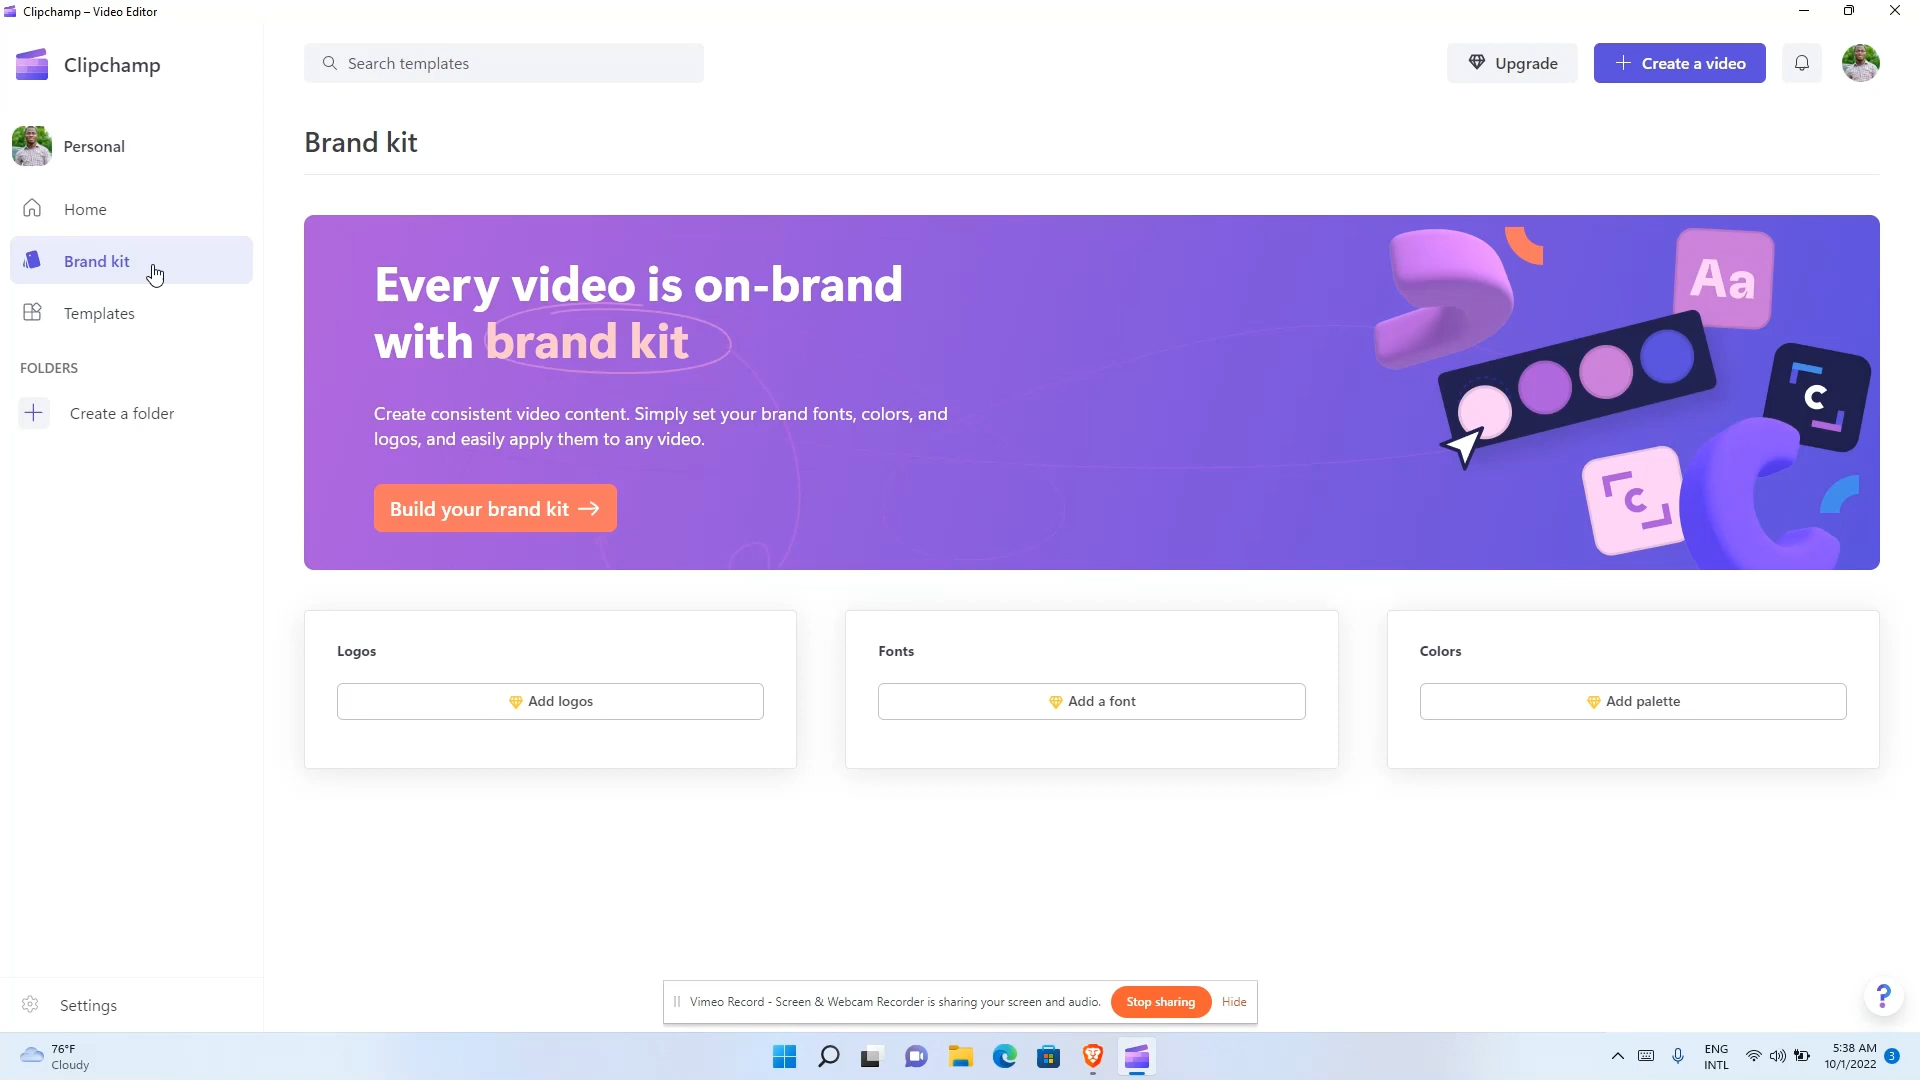 Clipchamp – Video Editor
Clipchamp
Search templates
Upgrade
Create a video
Personal
Home
Brand kit
Templates
FOLDERS
Create a folder
Settings
Brand kit
Every video is on-brand
with brand kit
Create consistent video content. Simply set your brand fonts, colors, and
logos, and easily apply them to any video.
Build your brand kit →
Aa
C
C
Logos
Add logos
Fonts
Add a font
Colors
Add palette
Vimeo Record - Screen & Webcam Recorder is sharing your screen and audio.
Stop sharing
Hide
?
76°F
Cloudy
ENG
INTL
5:38 AM
10/1/2022
3